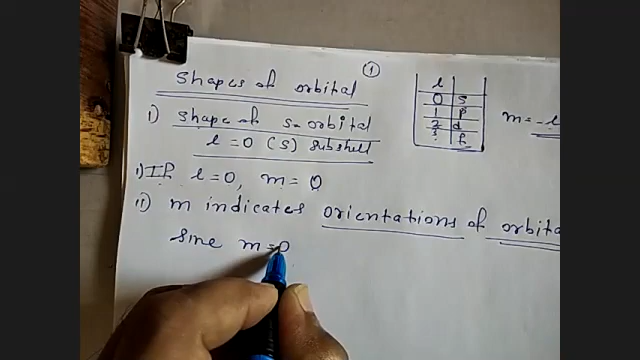 ①
Shapes of orbital
i) Shape of s-orbital
l = 0 (s) subshell
i) If l = 0, m = 0
ii) m indicates orientations of orbita
Sine m = 0
l
0 s
1 p
2 d
3 f
m = -l